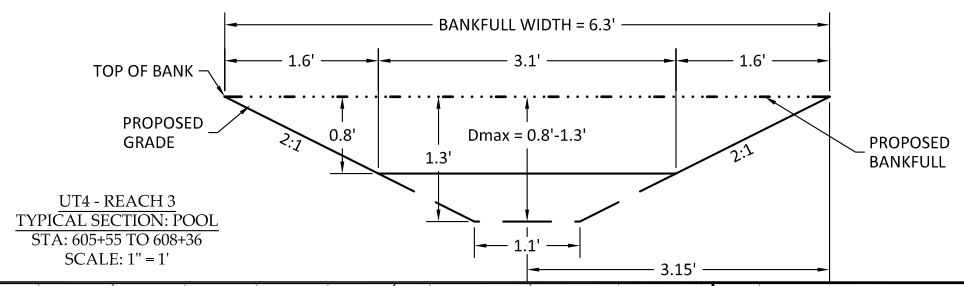 BANKFULL WIDTH = 6.3'
1.6'
3.1'
1.6'
TOP OF BANK
PROPOSED
GRADE
2:1
0.8'
1.3'
Dmax = 0.8'-1.3'
2:1
PROPOSED
BANKFULL
UT4 - REACH 3
TYPICAL SECTION: POOL
STA: 605+55 TO 608+36
SCALE: 1" = 1'
1.1'
3.15'